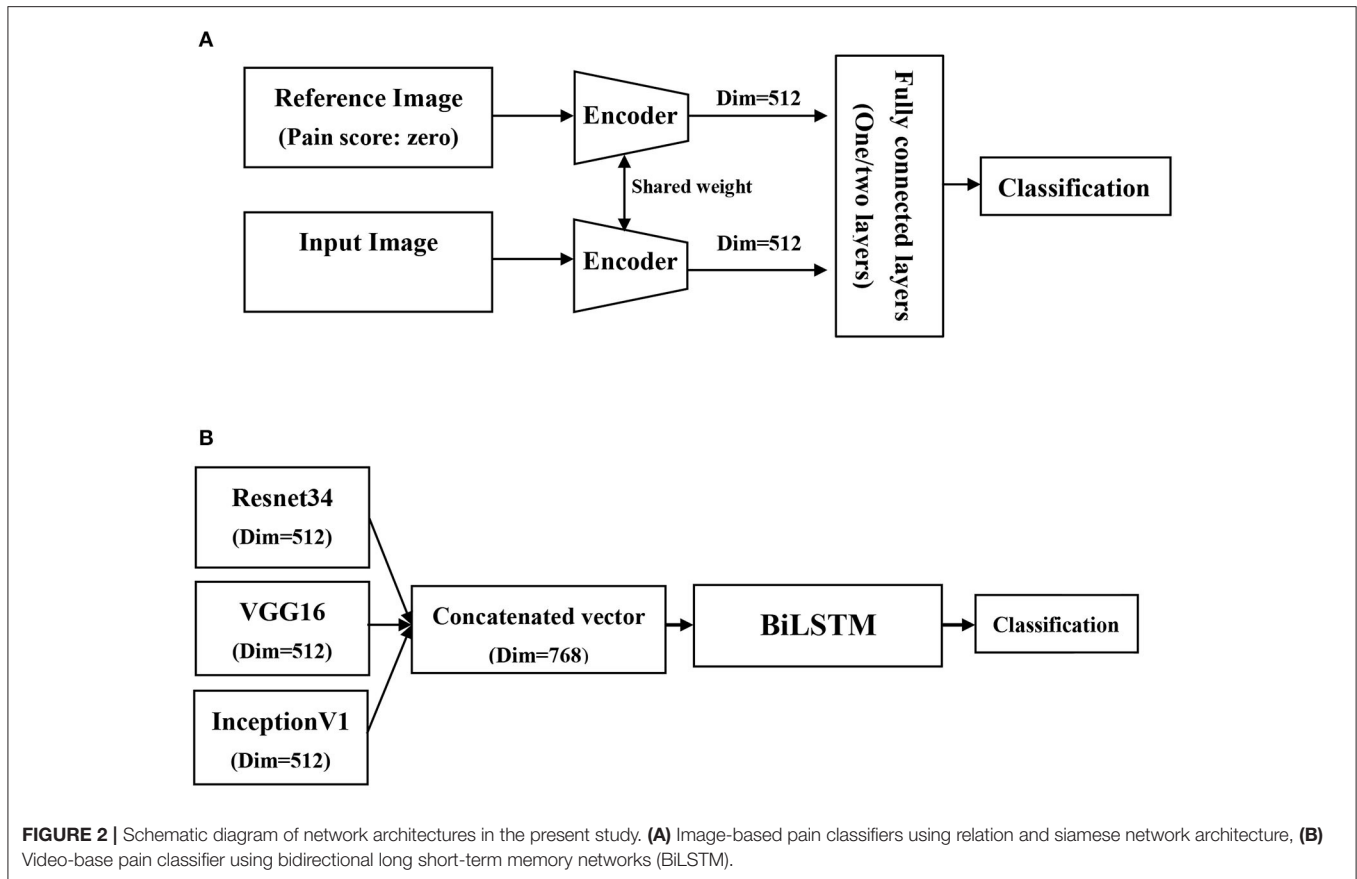 A
Reference Image
(Pain score: zero)
Encoder
Dim=512
Shared weight
Input Image
Encoder
Dim=512
Fully connected layers
(One/two layers)
Classification
B
Resnet34
(Dim=512)
VGG16
(Dim=512)
InceptionV1
(Dim=512)
Concatenated vector
(Dim=768)
BiLSTM
Classification
FIGURE 2 | Schematic diagram of network architectures in the present study. (A) Image-based pain classifiers using relation and siamese network architecture, (B)
Video-base pain classifier using bidirectional long short-term memory networks (BiLSTM).